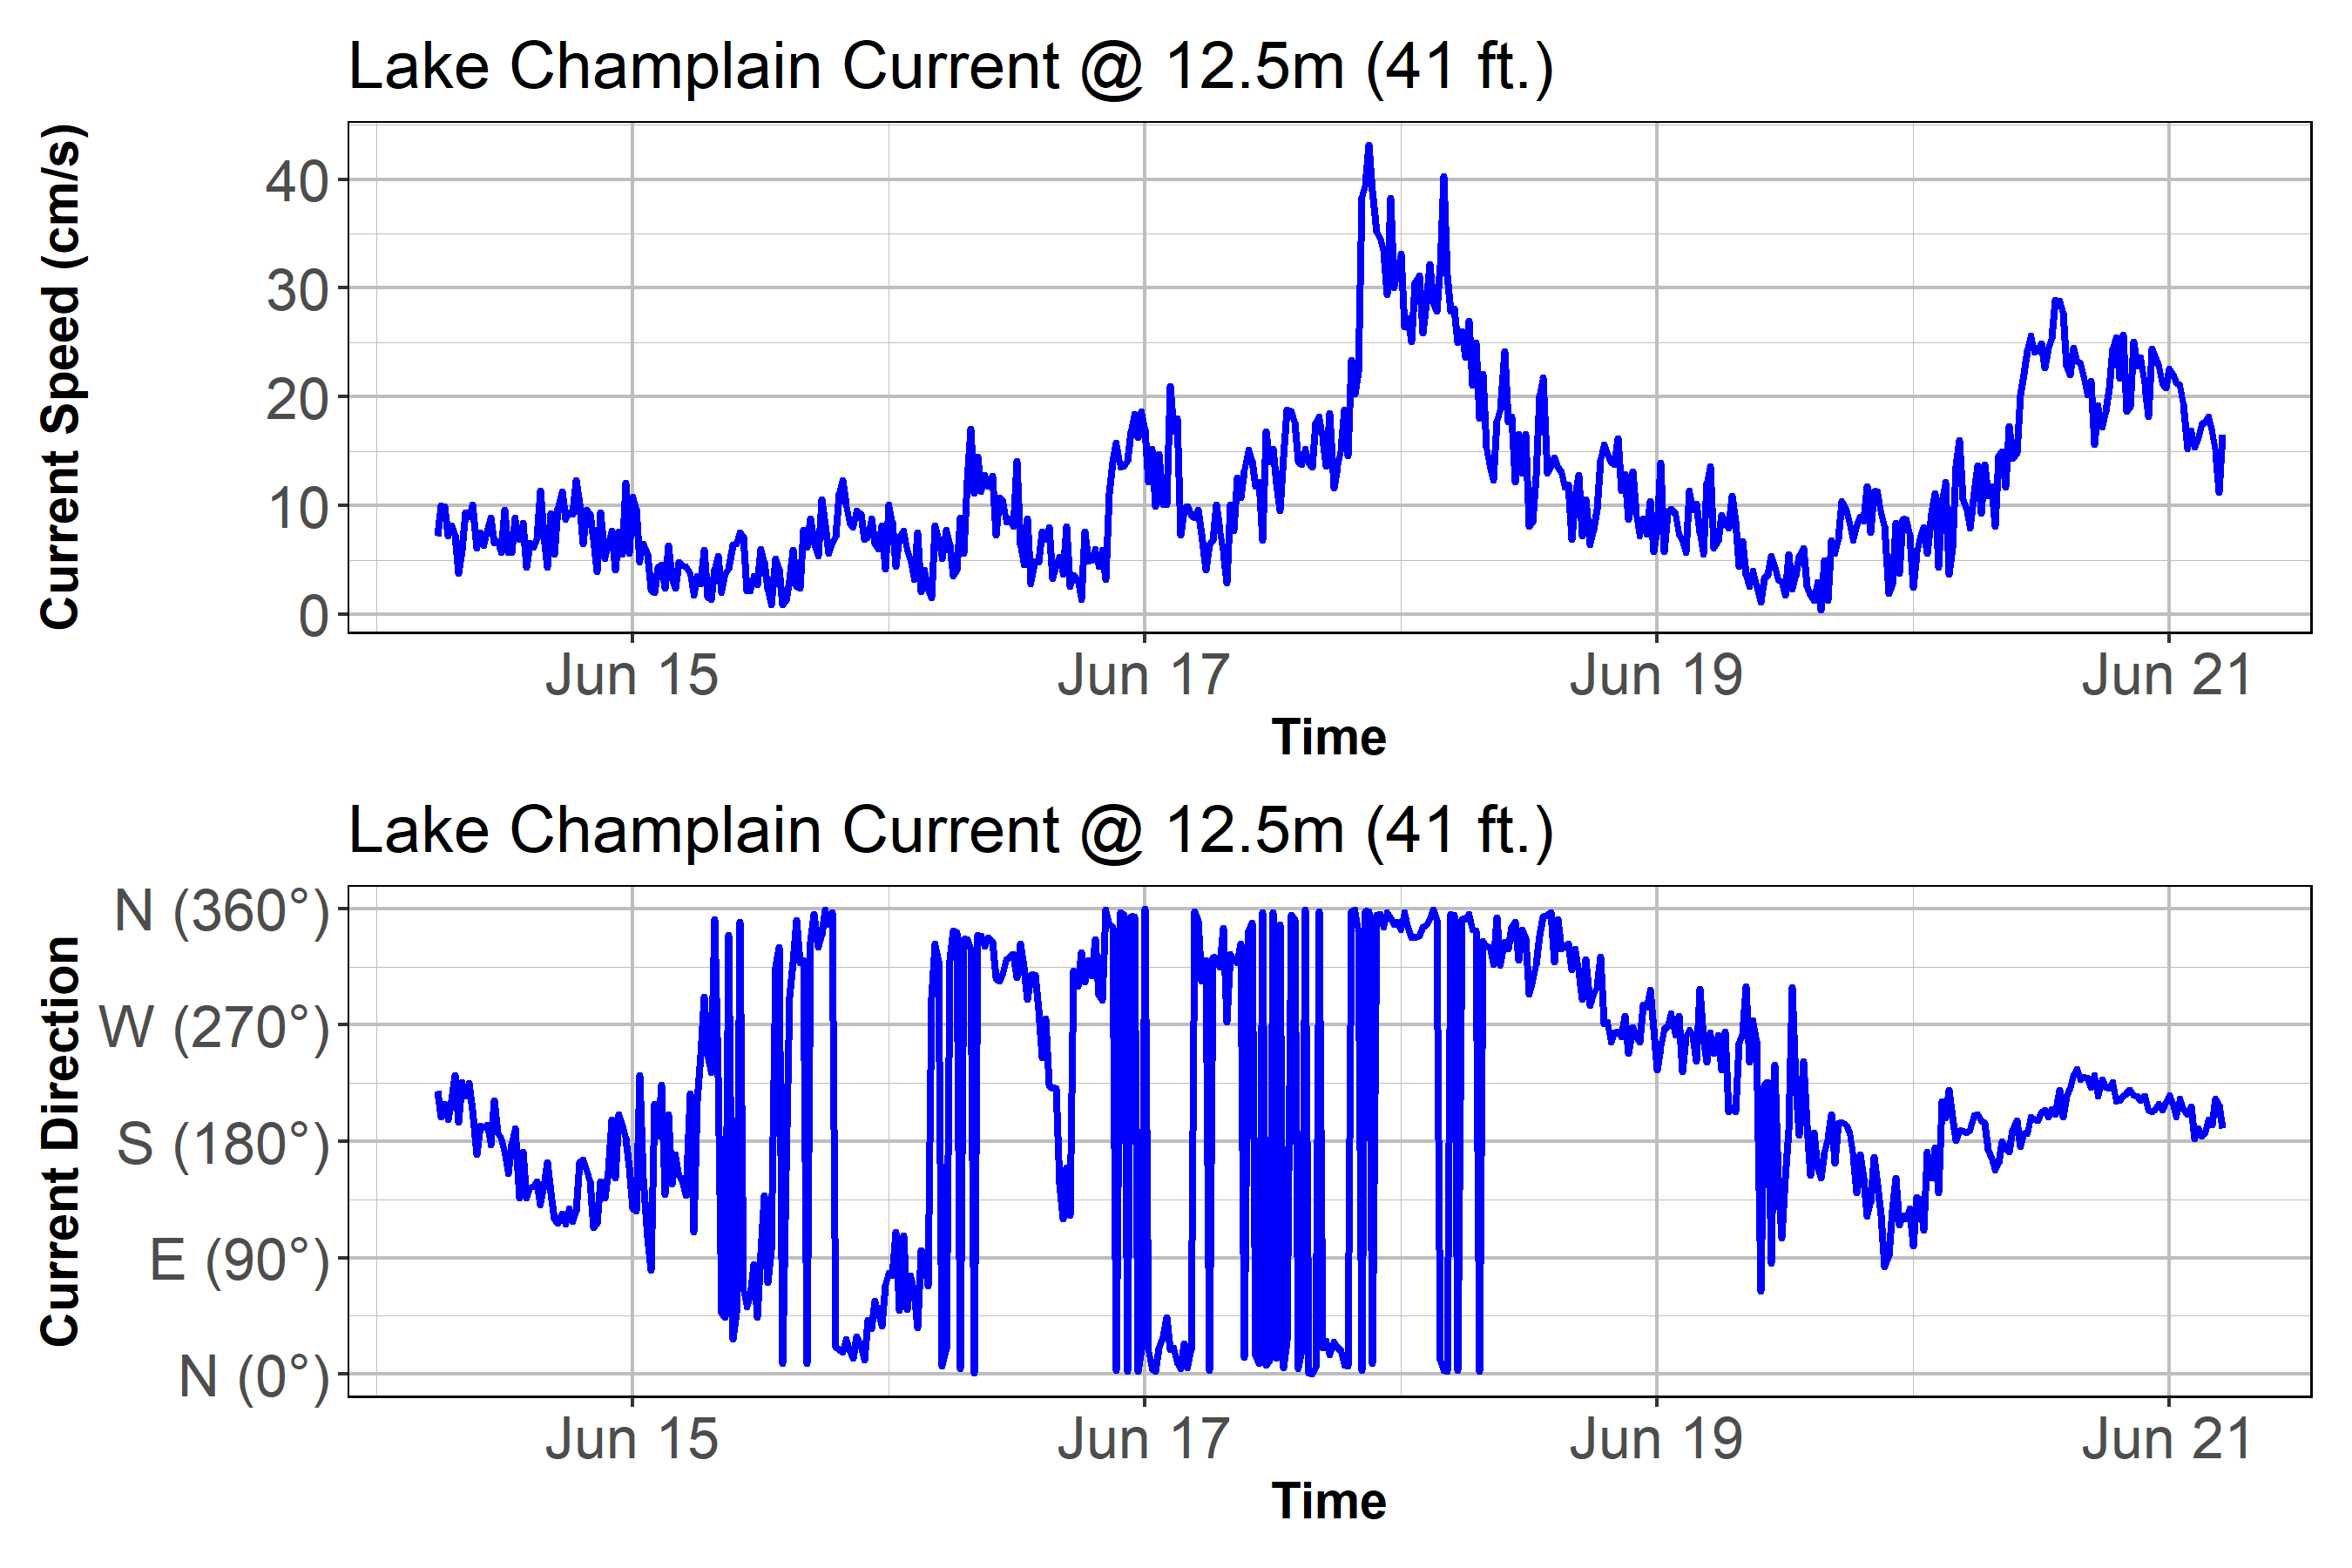 Lake Champlain Current @ 12.5m (41 ft.)
Current Speed (cm/s)
40
30
20
10
0
Jun 15 Jun 17 Jun 19 Jun 21
Time
Lake Champlain Current @ 12.5m (41 ft.)
Current Direction
N (360°)
W (270°)
S (180°)
E (90°)
N (0°)
Jun 15 Jun 17 Jun 19 Jun 21
Time